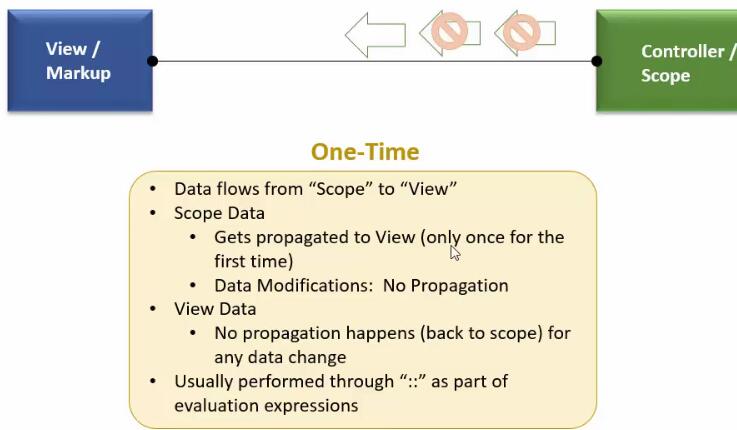 View /
Markup
Controller /
Scope
One-Time
• Data flows from “Scope” to “View”
• Scope Data
• Gets propagated to View (only once for the
first time)
• Data Modifications: No Propagation
• View Data
• No propagation happens (back to scope) for
any data change
• Usually performed through “::” as part of
evaluation expressions